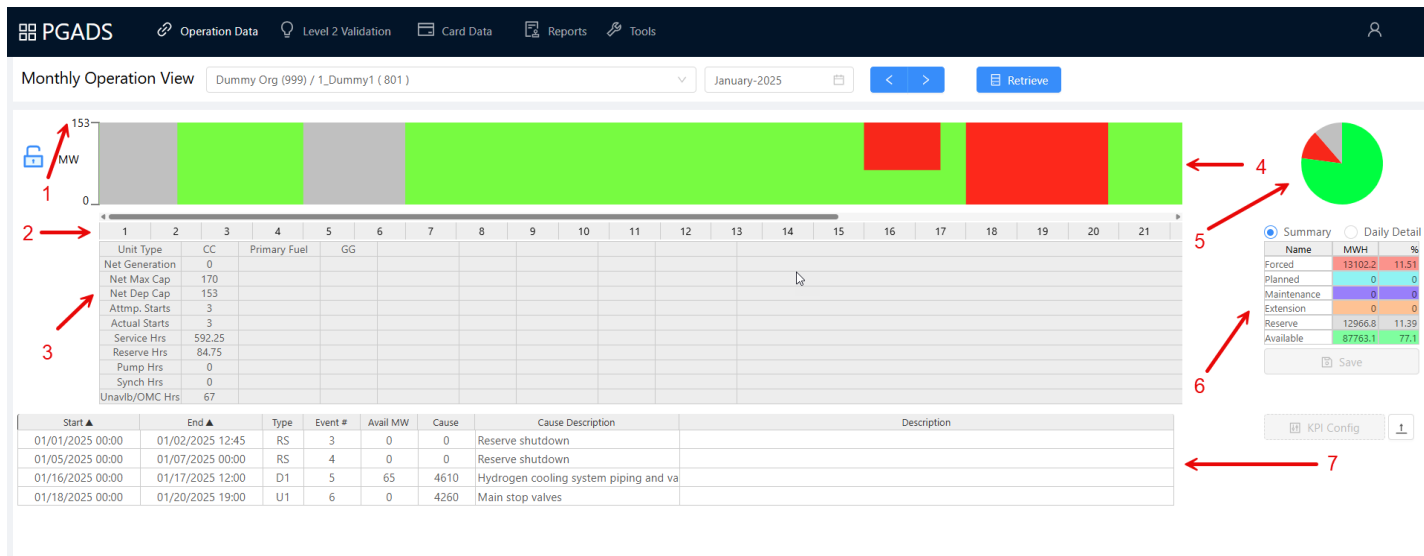 PGADS Operation Data Level 2 Validation Card Data Reports Tools
Monthly Operation View Dummy Org (999) / 1_Dummy1 ( 801 ) January-2025 < > Retrieve
153
MW
0
1
4
5
2
1 2 3 4 5 6 7 8 9 10 11 12 13 14 15 16 17 18 19 20 21
Unit Type CC Primary Fuel GG
Net Generation 0
Net Max Cap 170
Net Dep Cap 153
Attmp. Starts 3
Actual Starts 3
Service Hrs 592.25
Reserve Hrs 84.75
Pump Hrs 0
Synch Hrs 0
Unavlb/OMC Hrs 67
3
Summary Daily Detail
Name MWH %
Forced 13102.2 11.51
Planned 0 0
Maintenance 0 0
Extension 0 0
Reserve 12966.8 11.39
Available 87763.1 77.1
6
Save
Start ▲ End ▲ Type Event # Avail MW Cause Cause Description Description
01/01/2025 00:00 01/02/2025 12:45 RS 3 0 0 Reserve shutdown
01/05/2025 00:00 01/07/2025 00:00 RS 4 0 0 Reserve shutdown
01/16/2025 00:00 01/17/2025 12:00 D1 5 65 4610 Hydrogen cooling system piping and va
01/18/2025 00:00 01/20/2025 19:00 U1 6 0 4260 Main stop valves
KPI Config
7